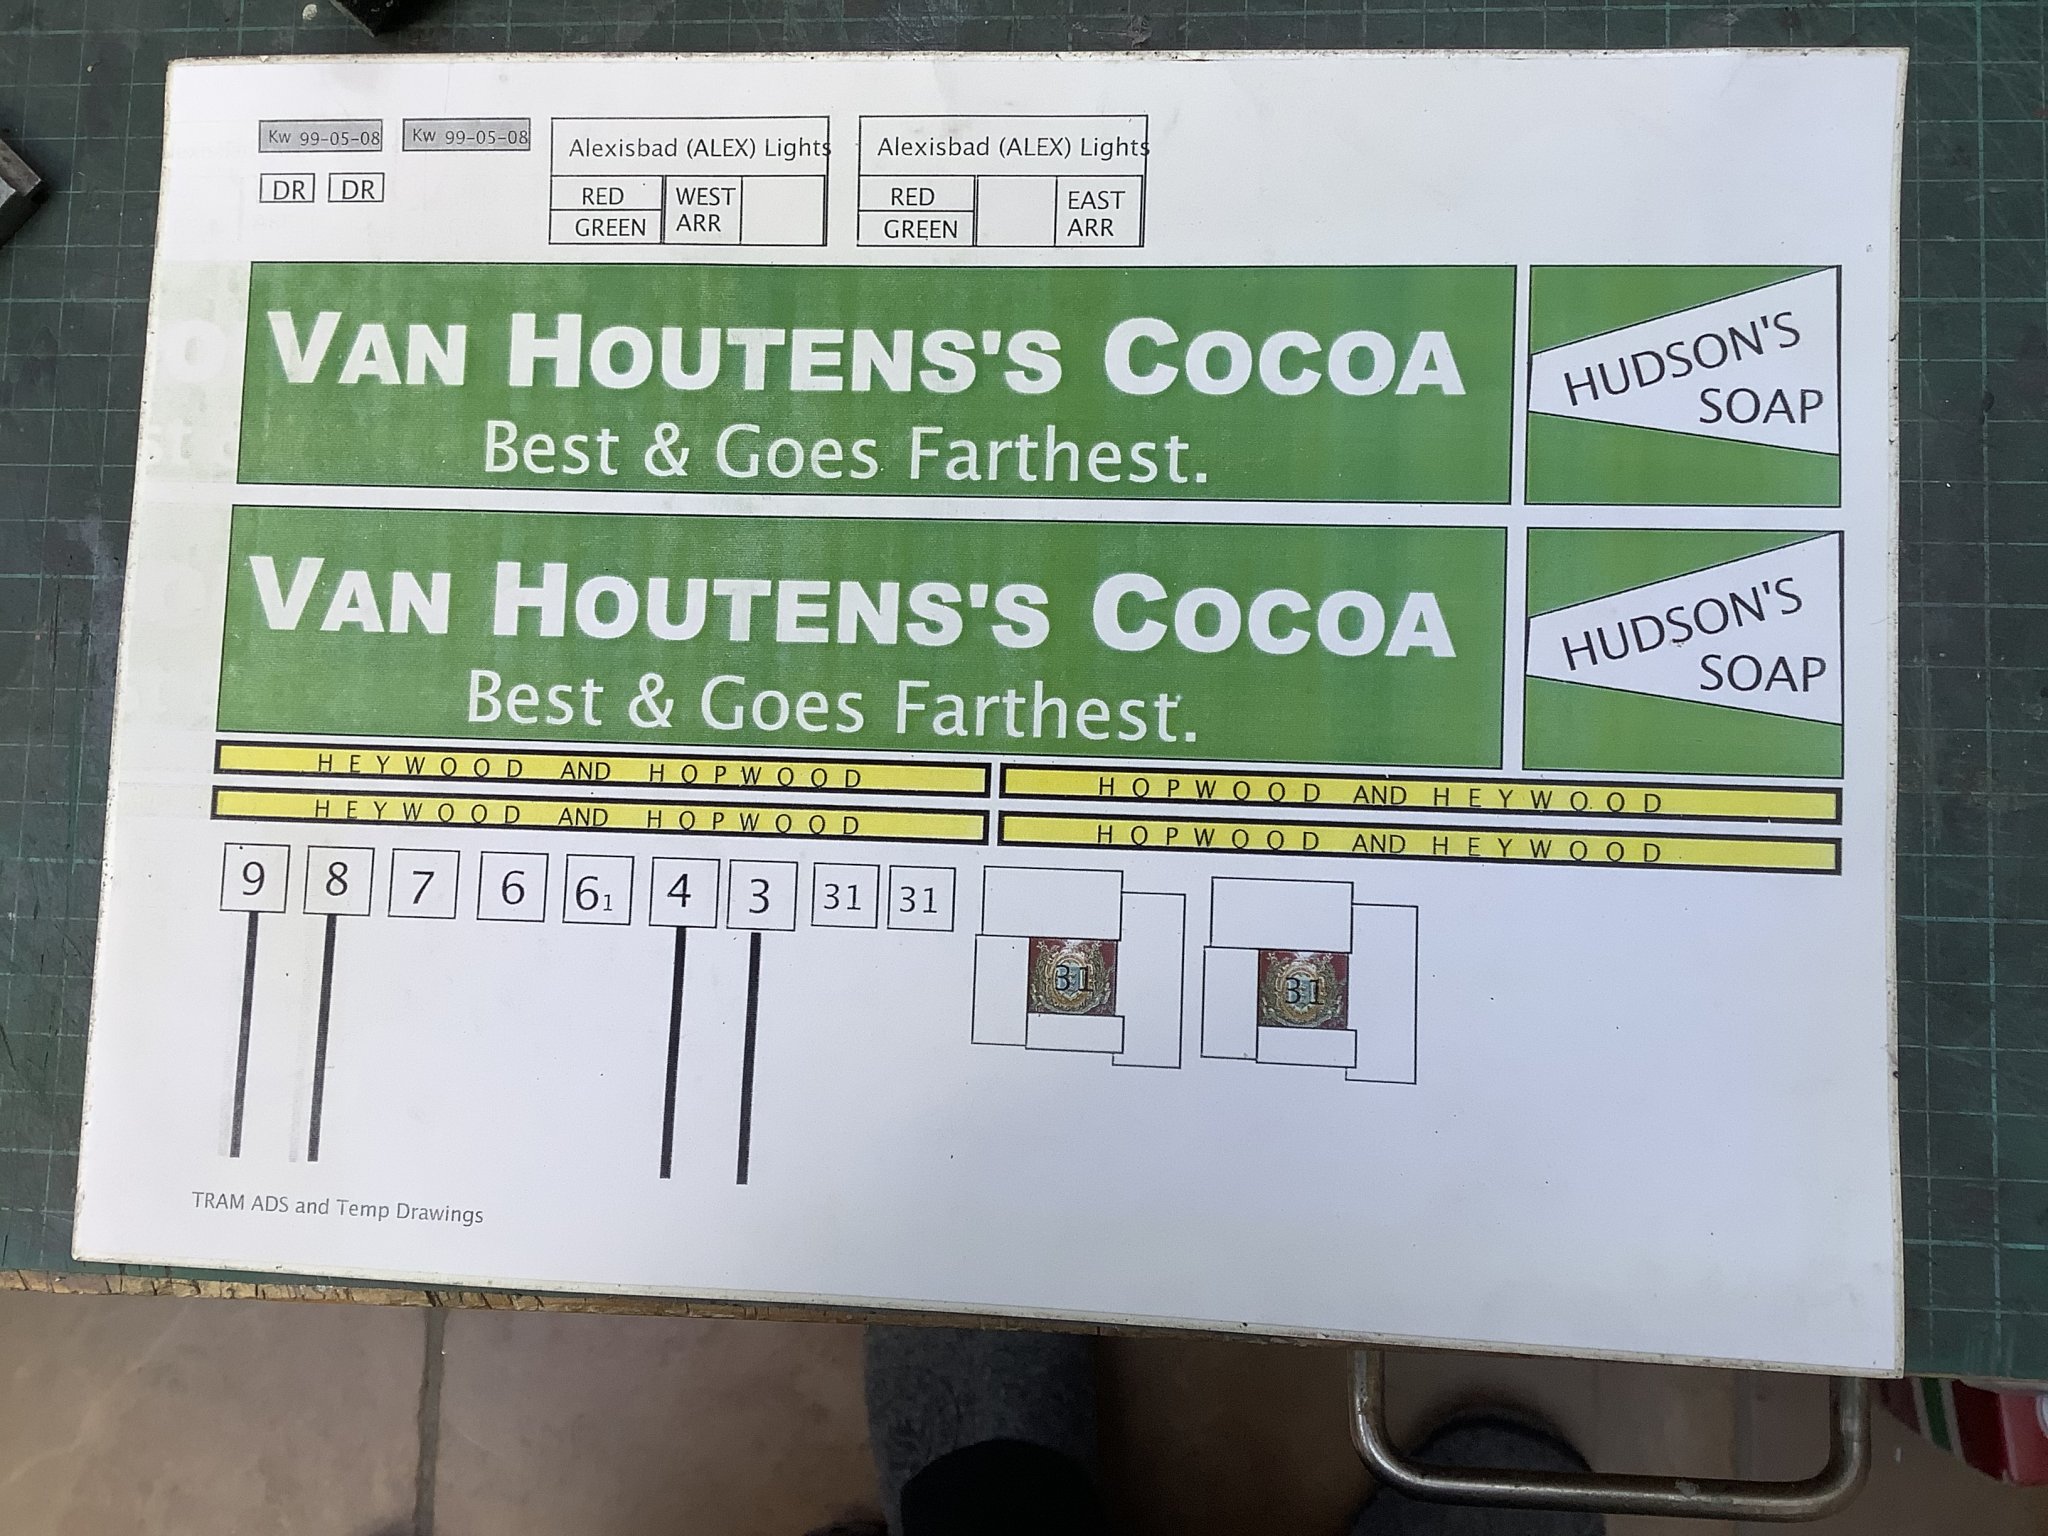 Kw 99-05-08 Kw 99-05-08
DR DR
Alexisbad (ALEX) Lights
RED WEST
GREEN ARR
Alexisbad (ALEX) Lights
RED EAST
GREEN ARR
VAN HOUTENS'S COCOA
Best & Goes Farthest.
HUDSON'S
SOAP
VAN HOUTENS'S COCOA
Best & Goes Farthest.
HUDSON'S
SOAP
HEYWOOD AND HOPWOOD
HOPWOOD AND HEYWOOD
HEYWOOD AND HOPWOOD
HOPWOOD AND HEYWOOD
9 8 7 6 61 4 3 31 31
31 31
TRAM ADS and Temp Drawings